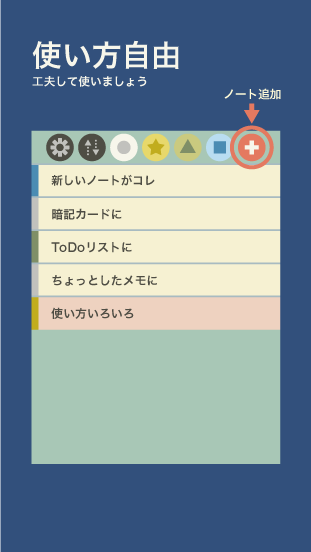 使い方自由
工夫して使いましょう
ノート追加
新しいノートがコレ
暗記カードに
ToDoリストに
ちょっとしたメモに
使い方いろいろ